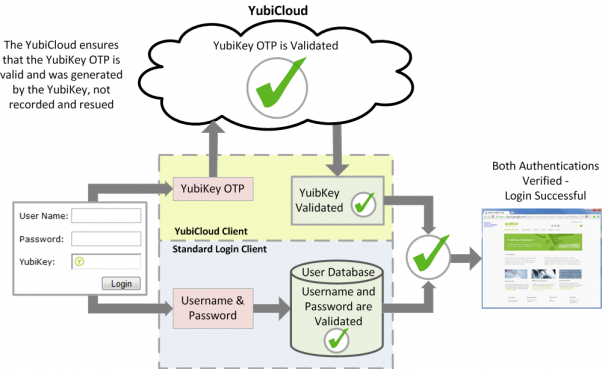 YubiCloud
The YubiCloud ensures
that the YubiKey OTP is
valid and was generated
by the YubiKey, not
recorded and resued
YubiKey OTP is Validated
YubiKey OTP
YuibKey
Validated
YubiCloud Client
Standard Login Client
User Name:
Password:
YubiKey:
Login
Username &
Password
User Database
Username and
Password are
Validated
Both Authentications
Verified -
Login Successful